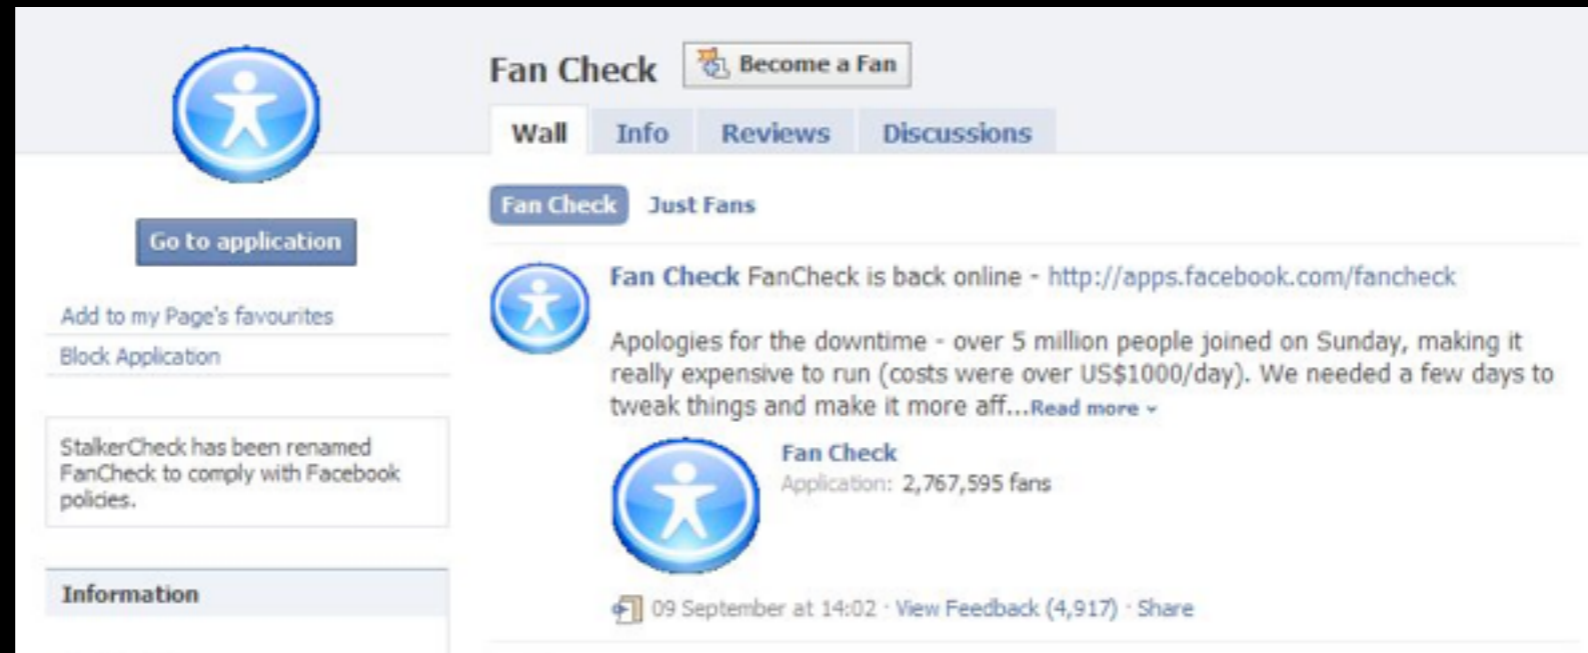 Fan Check
Become a Fan
Wall
Info
Reviews
Discussions
Go to application
Add to my Page's favourites
Block Application
StalkerCheck has been renamed
FanCheck to comply with Facebook
policies.
Information
Fan Check
Just Fans
Fan Check FanCheck is back online - http://apps.facebook.com/fancheck
Apologies for the downtime - over 5 million people joined on Sunday, making it
really expensive to run (costs were over US$1000/day). We needed a few days to
tweak things and make it more aff...Read more
Fan Check
Application: 2,767,595 fans
09 September at 14:02 · View Feedback (4,917) · Share